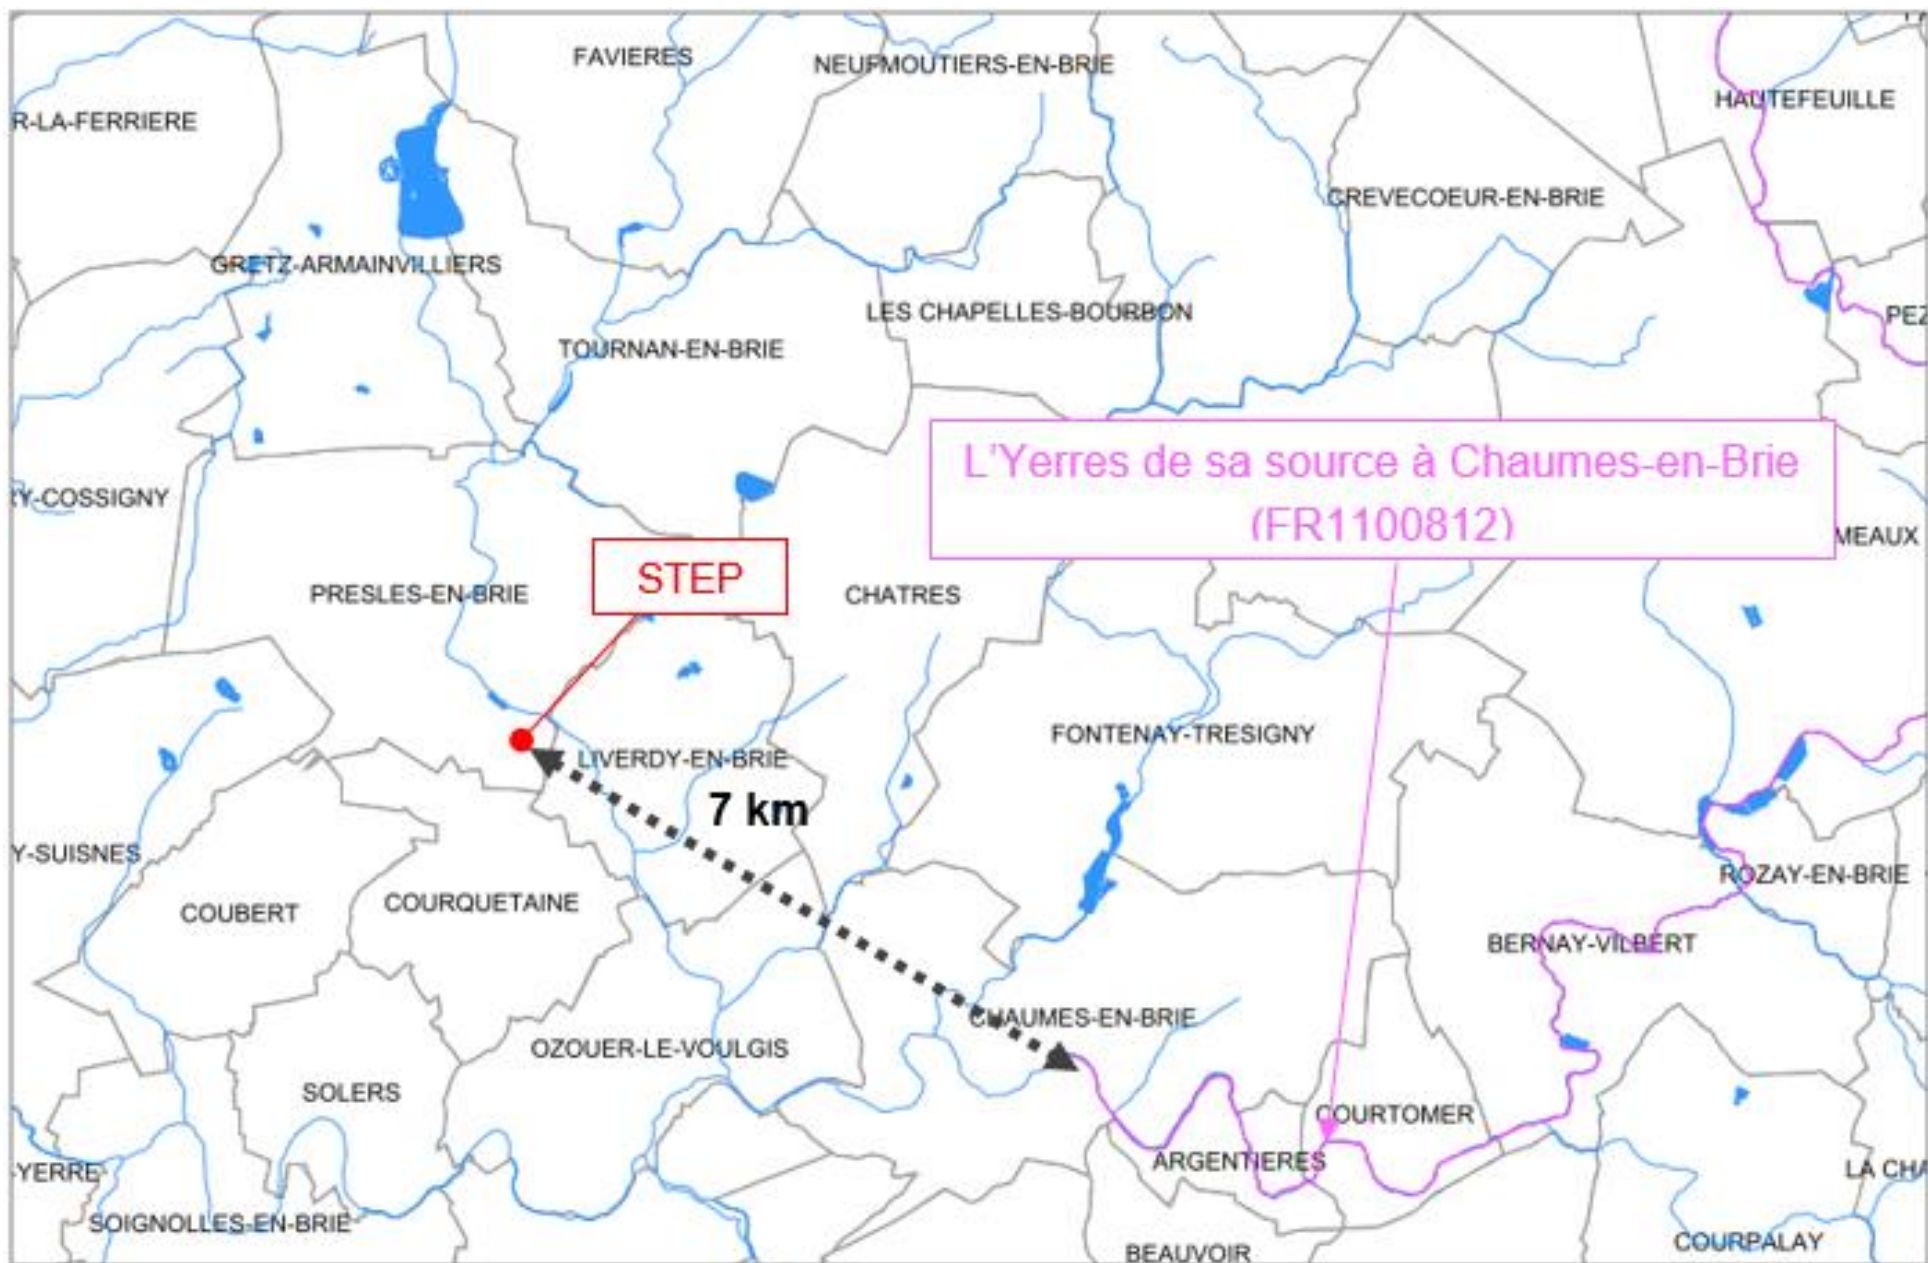 FAVIERES
NEUFMOUTIERS-EN-BRIE
HAUTEFEUILLE
R-LA-FERRIERE
CREVECOEUR-EN-BRIE
GRETZ-ARMAINVILLIERS
LES CHAPELLES-BOURBON
PEZ
TOURNAN-EN-BRIE
L'Yerres de sa source à Chaumes-en-Brie
(FR1100812)
RY-COSSIGNY
MEAUX
STEP
PRESLES-EN-BRIE
CHATRES
FONTENAY-TRESIGNY
LIVERDY-EN-BRIE
7 km
Y-SUISNES
ROZAY-EN-BRIE
COUBERT
COURQUETAINE
BERNAY-VILBERT
CHAUMES-EN-BRIE
OZOUER-LE-VOULGIS
SOLERS
COURTOMER
ARGENTIERES
-YERRE
LA CHA
SOIGNOLLES-EN-BRIE
COURPALAY
BEAUVOIR